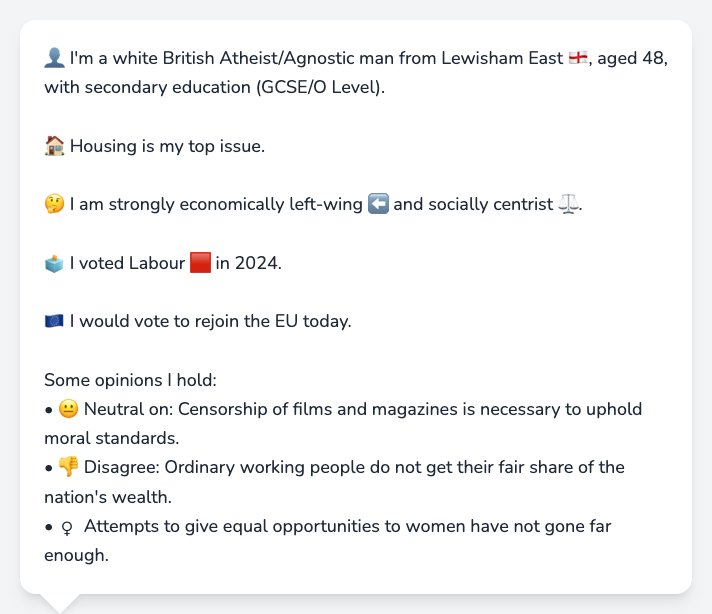 👤 I'm a white British Atheist/Agnostic man from Lewisham East 🏴󠁧󠁢󠁥󠁮󠁧󠁿, aged 48,
with secondary education (GCSE/O Level).
🏠 Housing is my top issue.
🤔 I am strongly economically left-wing ⬅️ and socially centrist ⚖️.
🗳️ I voted Labour 🟥 in 2024.
🇪🇺 I would vote to rejoin the EU today.
Some opinions I hold:
• 😐 Neutral on: Censorship of films and magazines is necessary to uphold
moral standards.
• 👎 Disagree: Ordinary working people do not get their fair share of the
nation's wealth.
• ♀ Attempts to give equal opportunities to women have not gone far
enough.